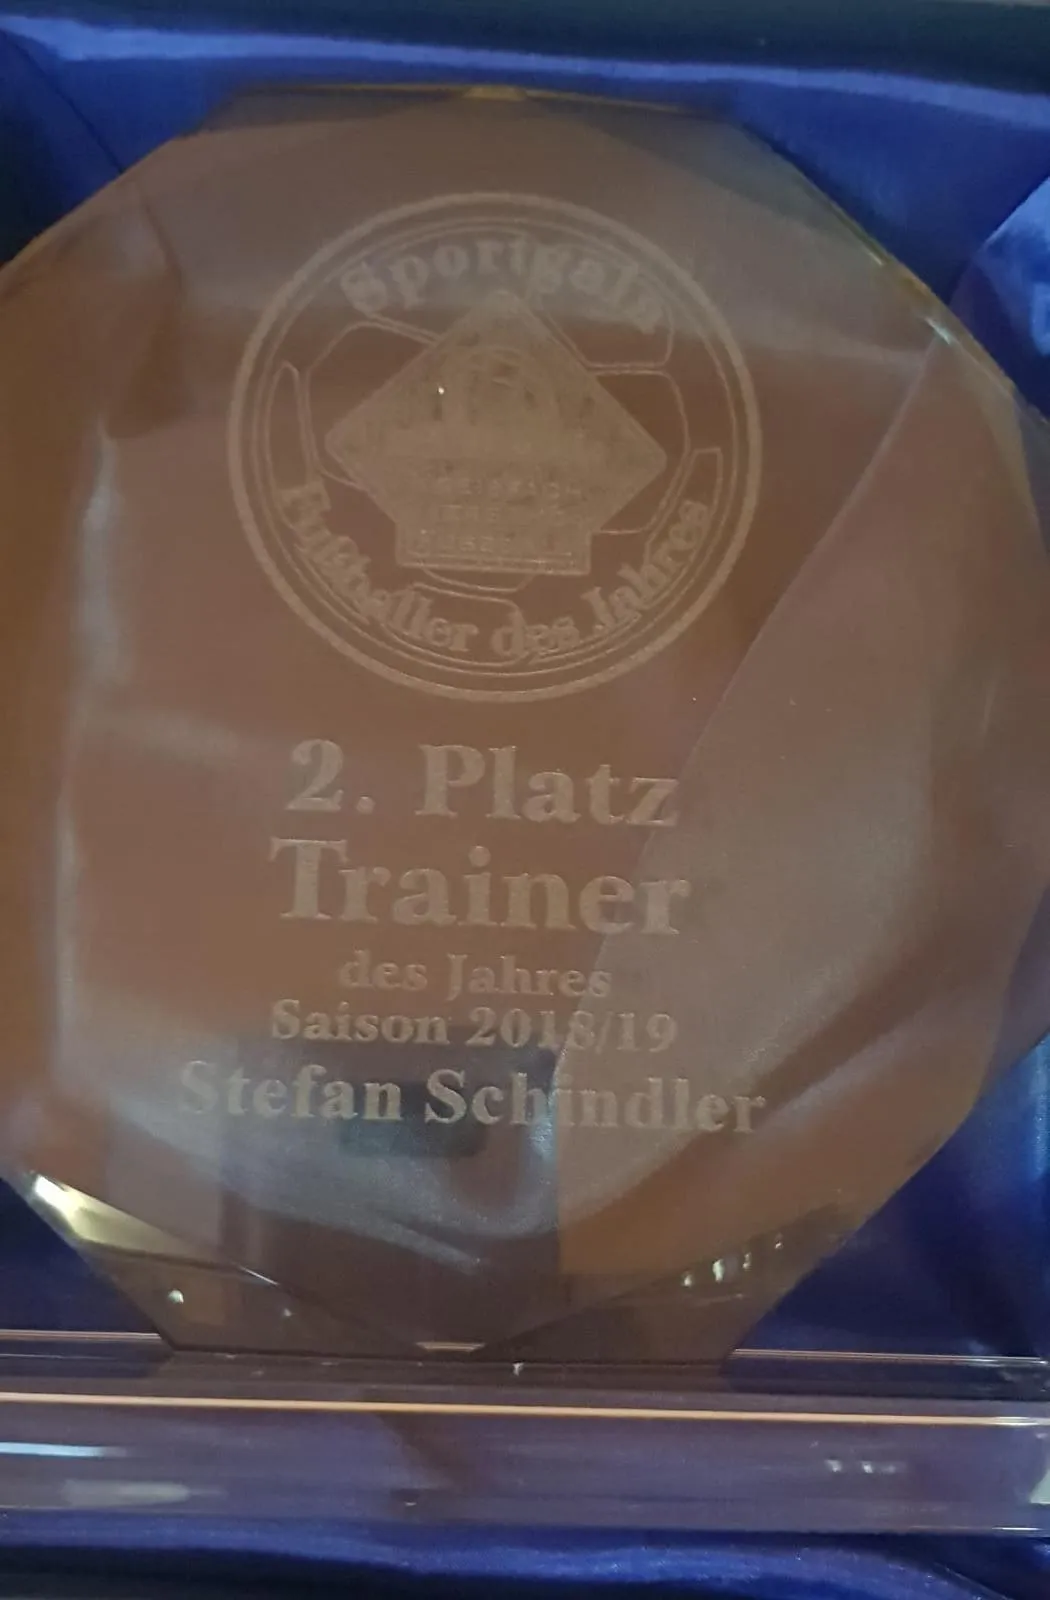 Sportgala
Fußballer des Jahres
2. Platz
Trainer
des Jahres
Saison 2018/19
Stefan Schindler